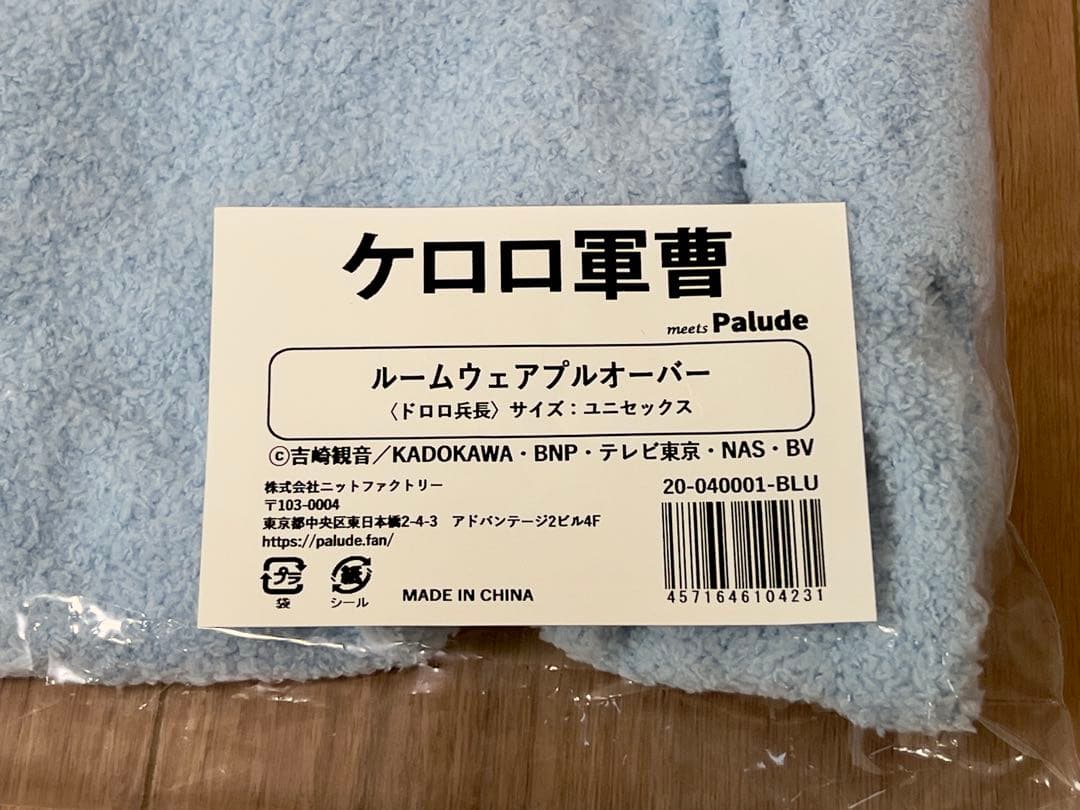 ケロロ軍曹
meets Palude
ルームウェアプルオーバー
〈ドロロ兵長〉サイズ：ユニセックス
©吉崎観音／KADOKAWA・BNP・テレビ東京・NAS・BV
株式会社ニットファクトリー
〒103-0004
東京都中央区東日本橋2-4-3　アドバンテージ2ビル4F
https://palude.fan/
20-040001-BLU
4571646104231
プラ
袋
紙
シール
MADE IN CHINA